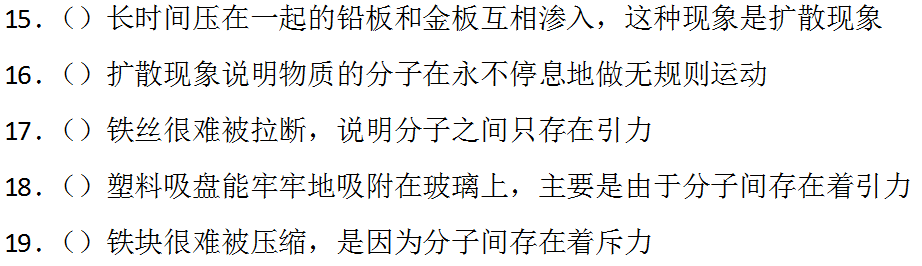 15.（）长时间压在一起的铅板和金板互相渗入，这种现象是扩散现象
16.（）扩散现象说明物质的分子在永不停息地做无规则运动
17.（）铁丝很难被拉断，说明分子之间只存在引力
18.（）塑料吸盘能牢牢地吸附在玻璃上，主要是由于分子间存在着引力
19.（）铁块很难被压缩，是因为分子间存在着斥力